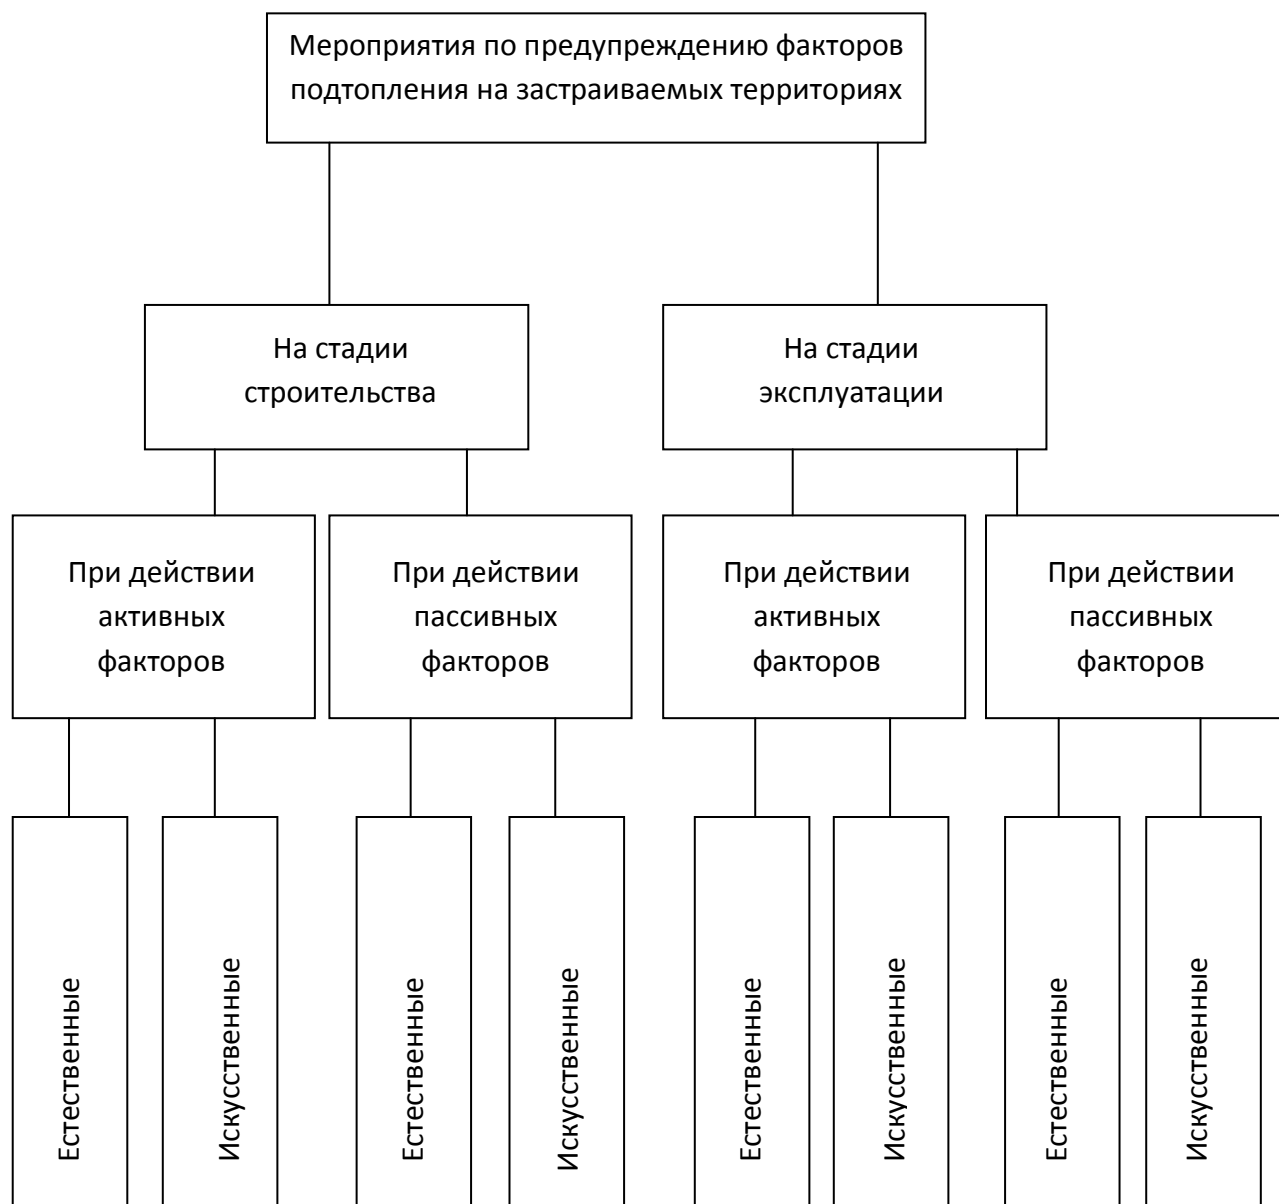 Мероприятия по предупреждению факторов
подтопления на застраиваемых территориях
На стадии
строительства
На стадии
эксплуатации
При действии
активных
факторов
При действии
пассивных
факторов
При действии
активных
факторов
При действии
пассивных
факторов
Естественные
Искусственные
Естественные
Искусственные
Естественные
Искусственные
Естественные
Искусственные